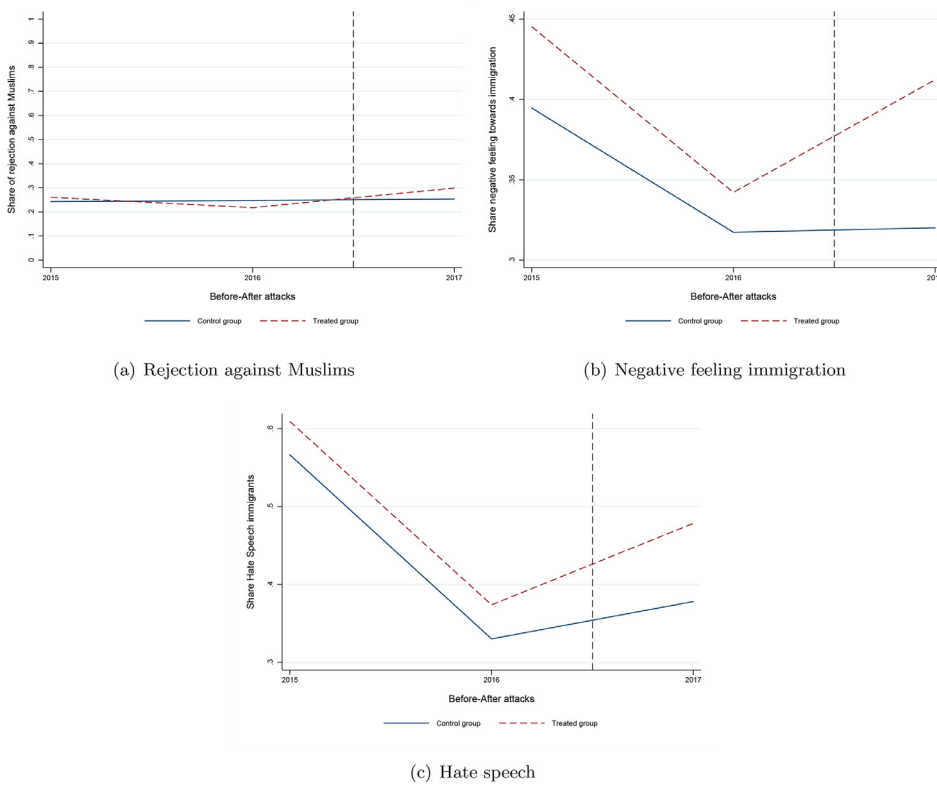 Share of rejection against Muslims
1
.9
.8
.7
.6
.5
.4
.3
.2
.1
0
2015 2016 2017
Before-After attacks
Control group Treated group
(a) Rejection against Muslims
Share negative feeling towards immigration
.45
.4
.35
.3
2015 2016 201
Before-After attacks
Control group Treated group
(b) Negative feeling immigration
Share Hate Speech immigrants
.6
.5
.4
.3
2015 2016 2017
Before-After attacks
Control group Treated group
(c) Hate speech